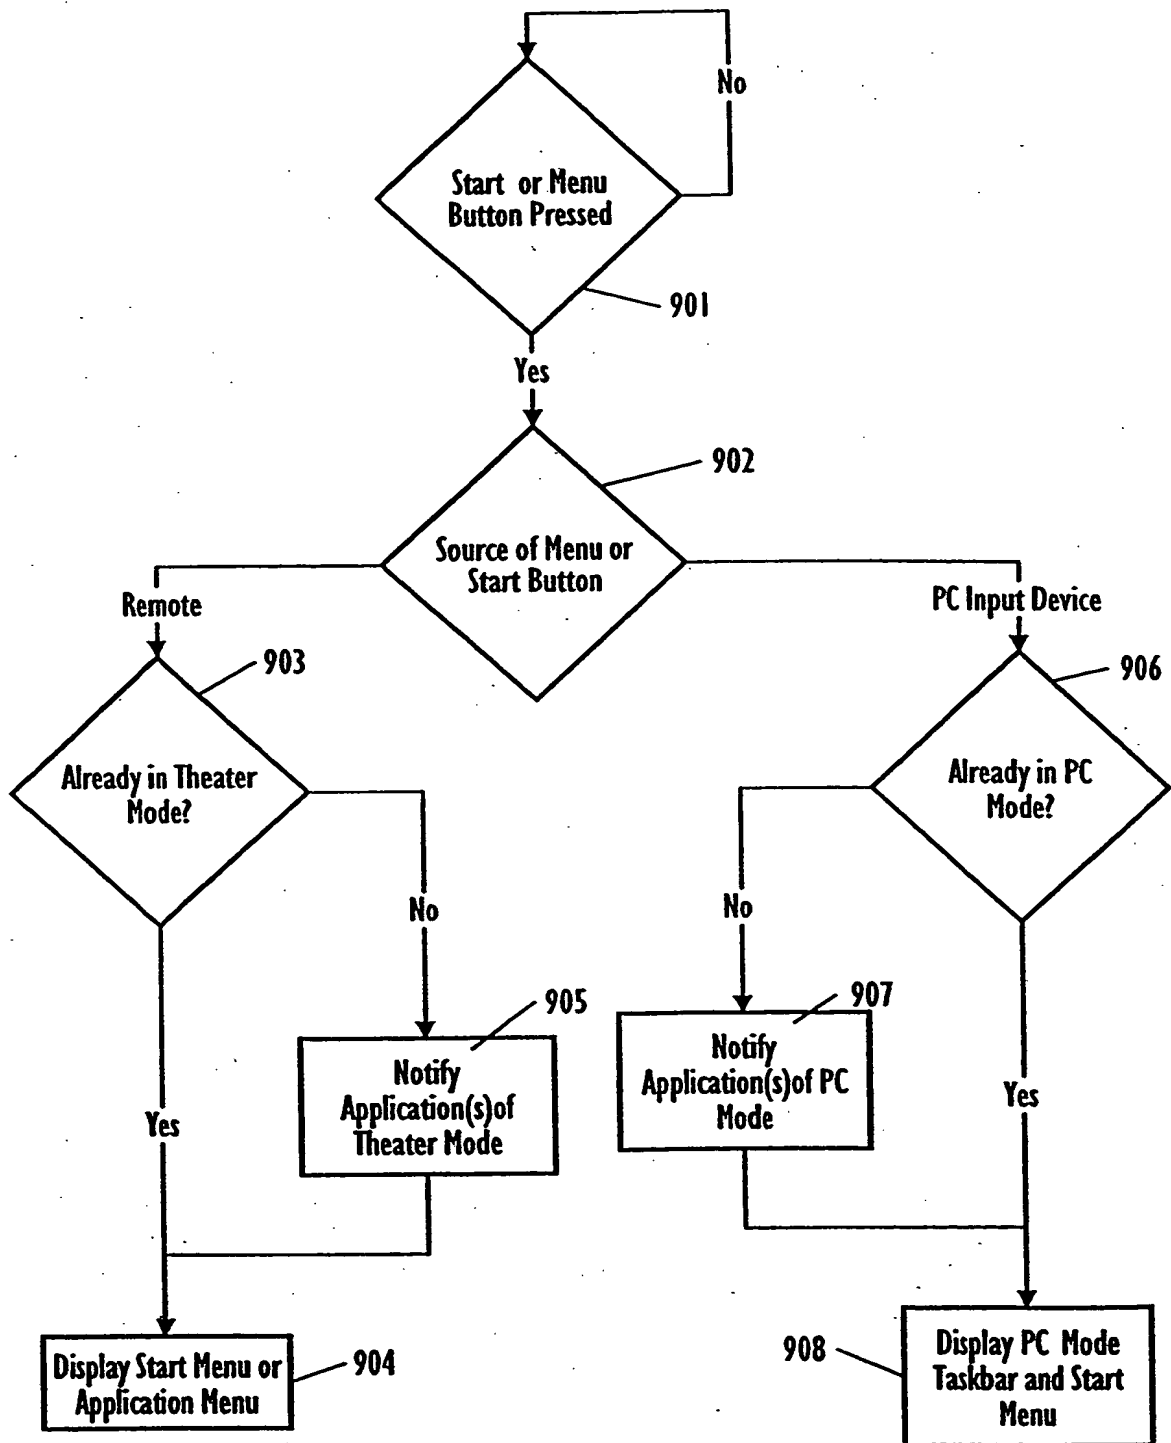 No
Start or Menu
Button Pressed
901
Yes
902
Source of Menu or
Start Button
Remote
PC Input Device
903
906
Already in Theater
Mode?
Already in PC
Mode?
No
No
905
907
Notify
Application(s)of
Theater Mode
Notify
Application(s)of PC
Mode
Yes
Yes
Display Start Menu or
Application Menu
904
908
Display PC Mode
Taskbar and Start
Menu